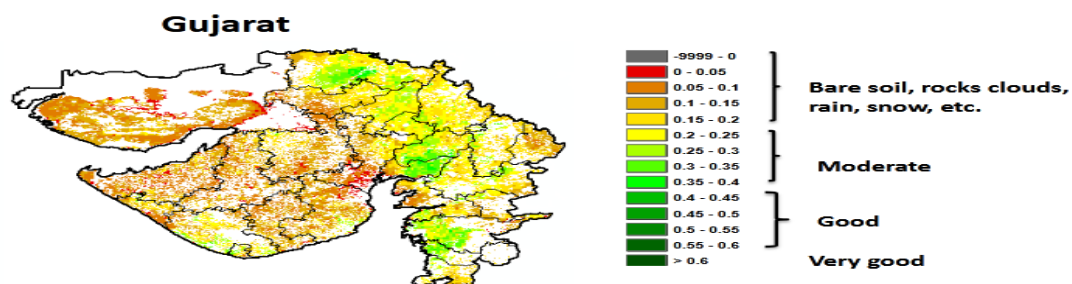 Gujarat
-9999 - 0
0 - 0.05
0.05 - 0.1
0.1 - 0.15
0.15 - 0.2
0.2 - 0.25
0.25 - 0.3
0.3 - 0.35
0.35 - 0.4
0.4 - 0.45
0.45 - 0.5
0.5 - 0.55
0.55 - 0.6
> 0.6
Bare soil, rocks clouds,
rain, snow, etc.
Moderate
Good
Very good